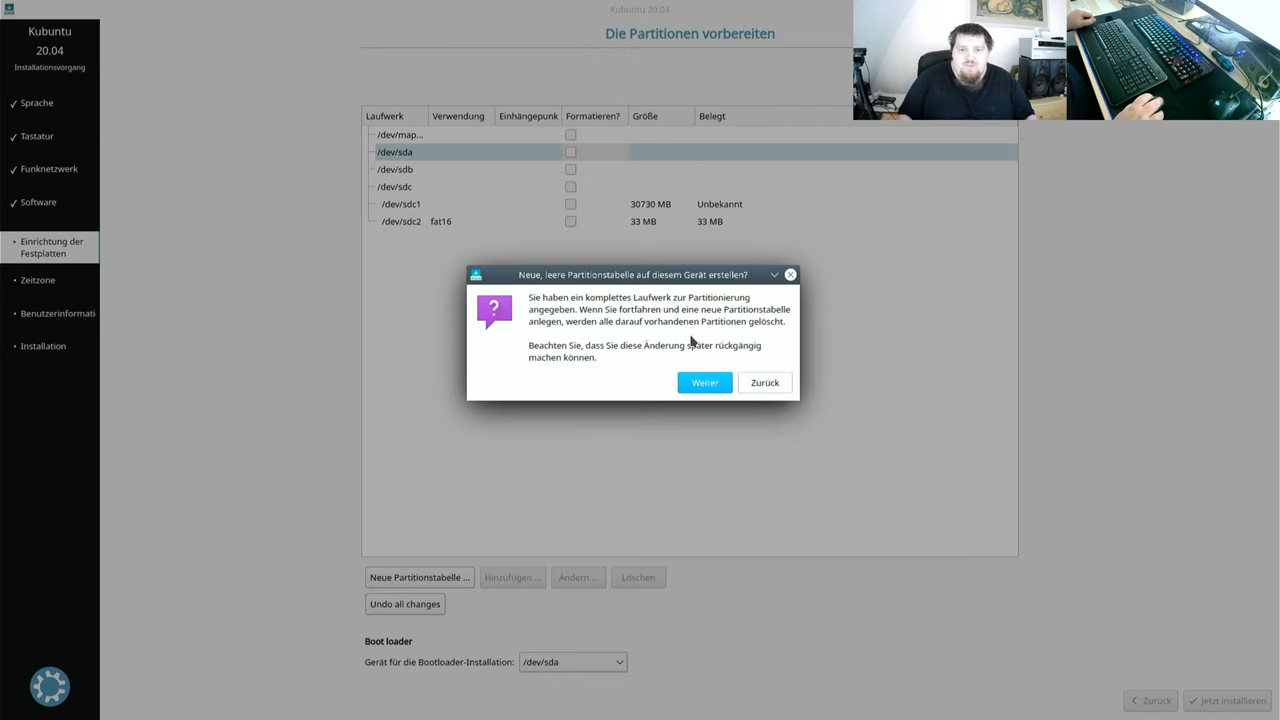 Kubuntu 20.04
Kubuntu
20.04
Installationsvorgang
✓ Sprache
✓ Tastatur
✓ Funknetzwerk
✓ Software
• Einrichtung der
Festplatten
• Zeitzone
• Benutzerinformati
• Installation
Die Partitionen vorbereiten
Laufwerk Verwendung Einhängepunk Formatieren? Größe Belegt
/dev/map...
/dev/sda
/dev/sdb
/dev/sdc
/dev/sdc1 30730 MB Unbekannt
/dev/sdc2 fat16 33 MB 33 MB
Neue, leere Partitionstabelle auf diesem Gerät erstellen?
Sie haben ein komplettes Laufwerk zur Partitionierung
angegeben. Wenn Sie fortfahren und eine neue Partitionstabelle
anlegen, werden alle darauf vorhandenen Partitionen gelöscht.
Beachten Sie, dass Sie diese Änderung später rückgängig
machen können.
Weiter Zurück
Neue Partitionstabelle ... Hinzufügen ... Ändern ... Löschen
Undo all changes
Boot loader
Gerät für die Bootloader-Installation: /dev/sda
Zurück Jetzt installieren